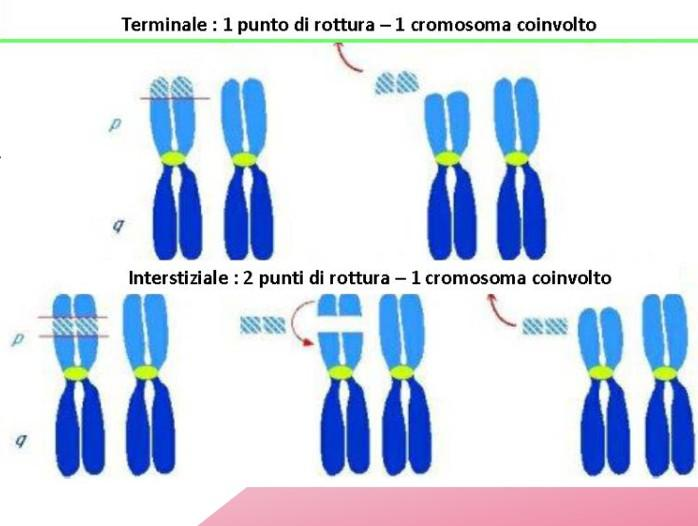 Terminale : 1 punto di rottura – 1 cromosoma coinvolto
p
q
Interstiziale : 2 punti di rottura – 1 cromosoma coinvolto
p
q